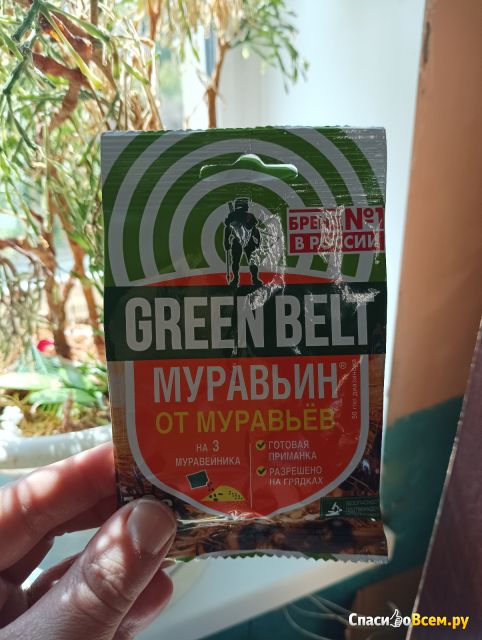 БРЕНД №1
В РОССИИ
GREEN BELT
МУРАВЬИН®
ОТ МУРАВЬЁВ
НА 3
МУРАВЕЙНИКА
ГОТОВАЯ
ПРИМАНКА
РАЗРЕШЕНО
НА ГРЯДКАХ
СпасибоВсем.ру